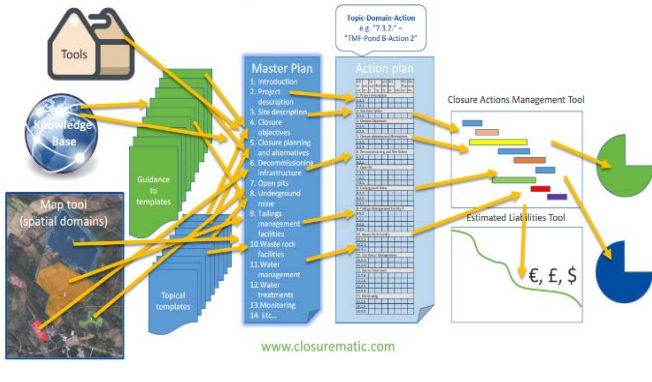 Tools
Knowledge
Base
Map tool
(spatial domains)
Guidance
to
templates
Topical
templates
Master Plan
1. Introduction
2. Project
description
3. Site description
4. Closure
objectives
5. Closure planning
and alternatives
6. Decommissioning
infrastructure
7. Open pits
8. Underground
mine
9. Tailings
management
facilities
10.Waste rock
facilities
11.Water
management
12.Water
treatments
13.Monitoring
14. Etc...
Topic-Domain-Action
e.g. "7.3.2." –
"TMF-Pond B-Action 2"
Action plan
Closure Actions Management Tool
Estimated Liabilities Tool
€, £, $
www.closurematic.com